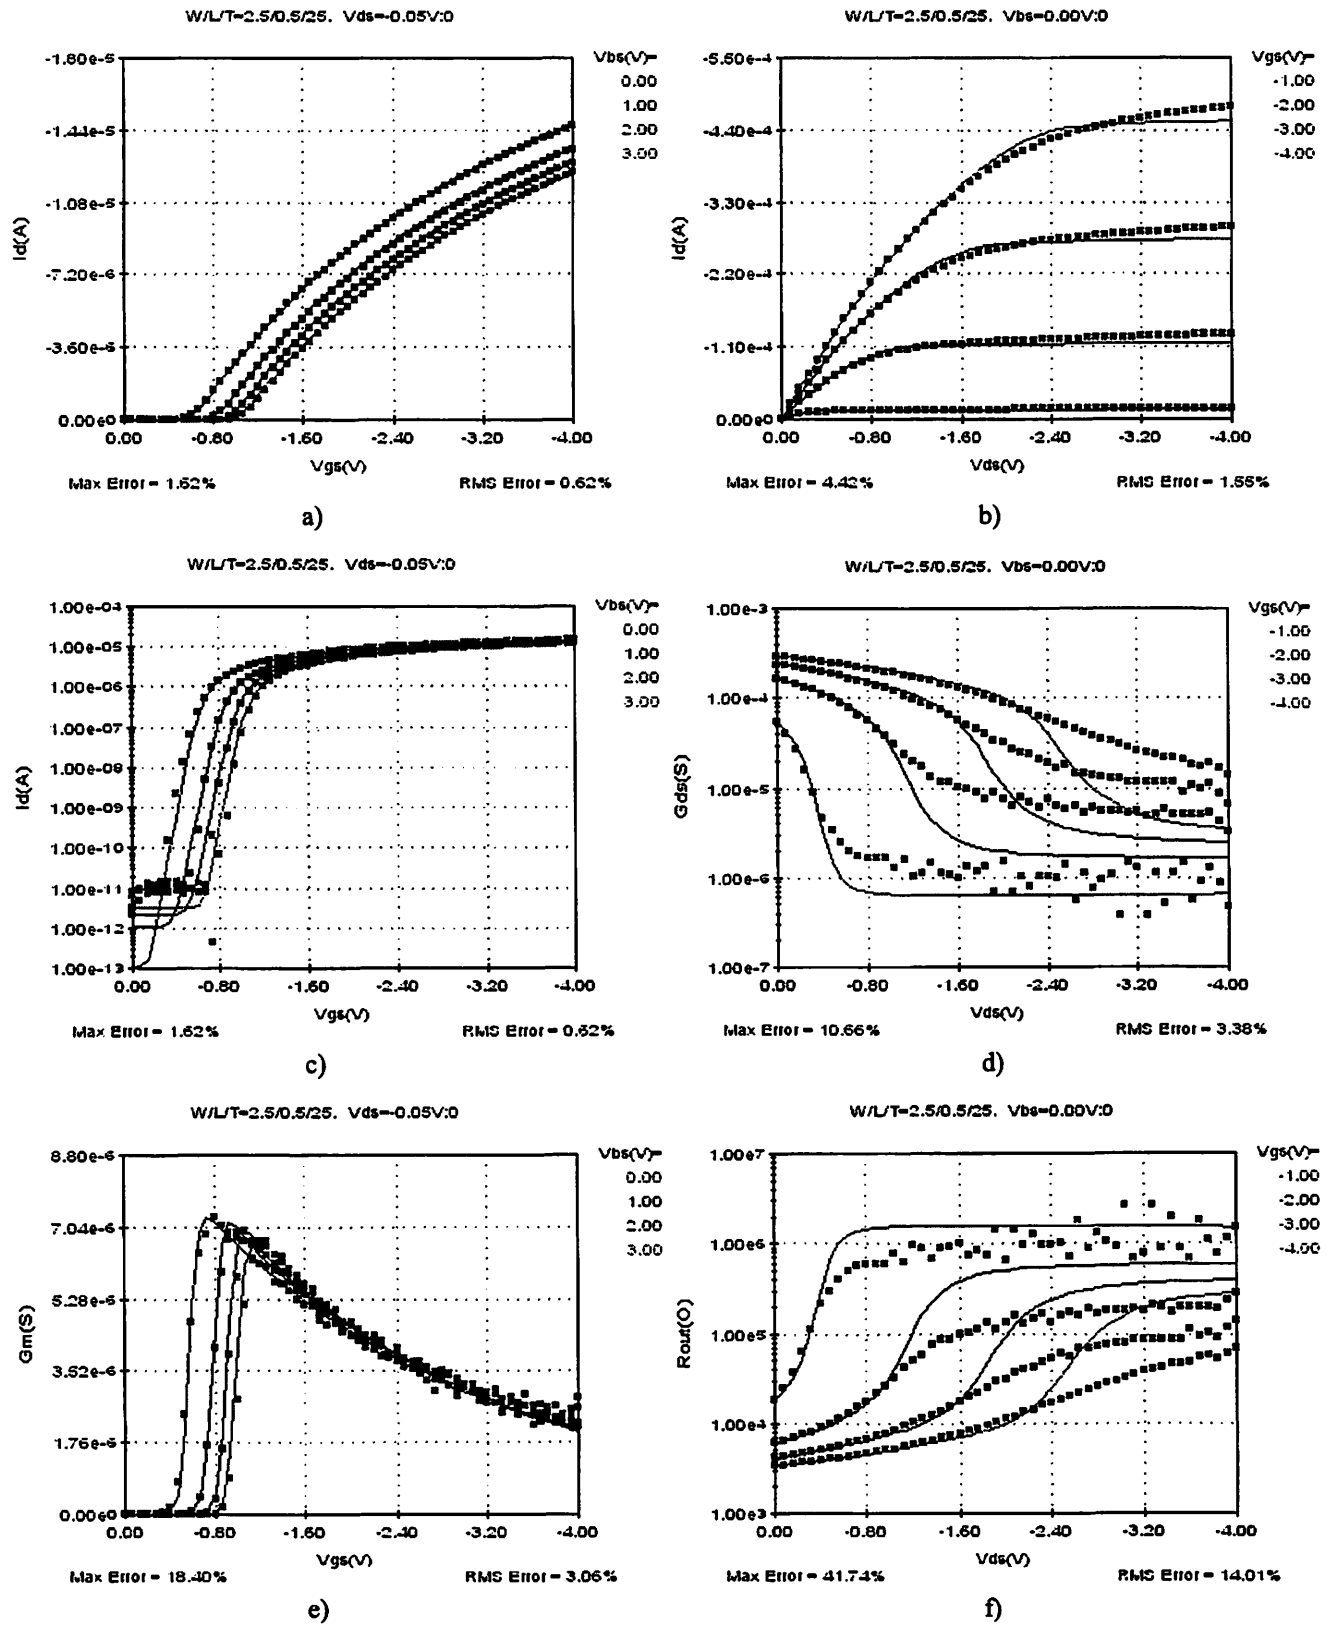 W/L/T=2.5/0.5/25. Vds=-0.05V:0
Vbs(V)=
0.00
1.00
2.00
3.00
-1.80e-5
-1.44e-5
-1.08e-5
-7.20e-6
-3.60e-6
0.00e0
Id(A)
0.00 -0.80 -1.60 -2.40 -3.20 -4.00
Vgs(V)
Max Error = 1.62% RMS Error = 0.62%
a)
W/L/T=2.5/0.5/25. Vbs=0.00V:0
Vgs(V)=
-1.00
-2.00
-3.00
-4.00
-5.50e-4
-4.40e-4
-3.30e-4
-2.20e-4
-1.10e-4
0.00e0
Id(A)
0.00 -0.80 -1.60 -2.40 -3.20 -4.00
Vds(V)
Max Error = 4.42% RMS Error = 1.55%
b)
W/L/T=2.5/0.5/25. Vds=-0.05V:0
Vbs(V)=
0.00
1.00
2.00
3.00
1.00e-04
1.00e-05
1.00e-06
1.00e-07
1.00e-08
1.00e-09
1.00e-10
1.00e-11
1.00e-12
1.00e-13
Id(A)
0.00 -0.80 -1.60 -2.40 -3.20 -4.00
Vgs(V)
Max Error = 1.62% RMS Error = 0.62%
c)
W/L/T=2.5/0.5/25. Vbs=0.00V:0
Vgs(V)=
-1.00
-2.00
-3.00
-4.00
1.00e-3
1.00e-4
1.00e-5
1.00e-6
1.00e-7
Gds(S)
0.00 -0.80 -1.60 -2.40 -3.20 -4.00
Vds(V)
Max Error = 10.66% RMS Error = 3.38%
d)
W/L/T=2.5/0.5/25. Vds=-0.05V:0
Vbs(V)=
0.00
1.00
2.00
3.00
8.80e-6
7.04e-6
5.28e-6
3.52e-6
1.76e-6
0.00e0
Gm(S)
0.00 -0.80 -1.60 -2.40 -3.20 -4.00
Vgs(V)
Max Error = 18.40% RMS Error = 3.06%
e)
W/L/T=2.5/0.5/25. Vbs=0.00V:0
Vgs(V)=
-1.00
-2.00
-3.00
-4.00
1.00e7
1.00e6
1.00e5
1.00e4
1.00e3
Rout(O)
0.00 -0.80 -1.60 -2.40 -3.20 -4.00
Vds(V)
Max Error = 41.74% RMS Error = 14.01%
f)